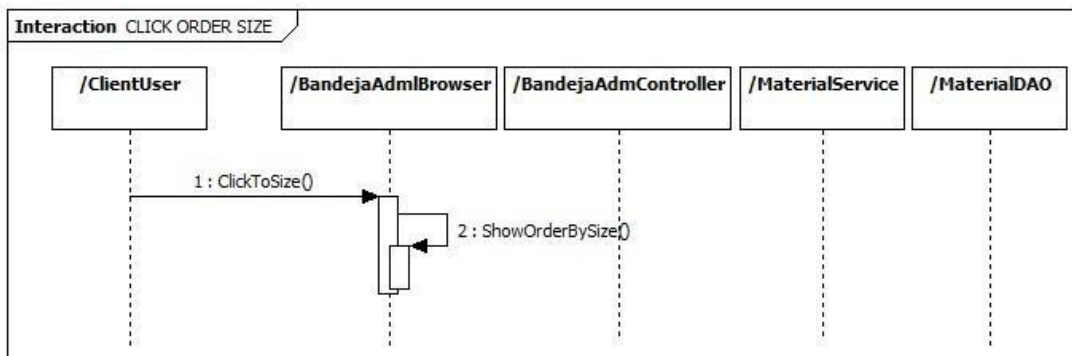 Interaction CLICK ORDER SIZE
/ClientUser
/BandejaAdmlBrowser
/BandejaAdmController
/MaterialService
/MaterialDAO
1 : ClickToSize()
2 : ShowOrderBySize()